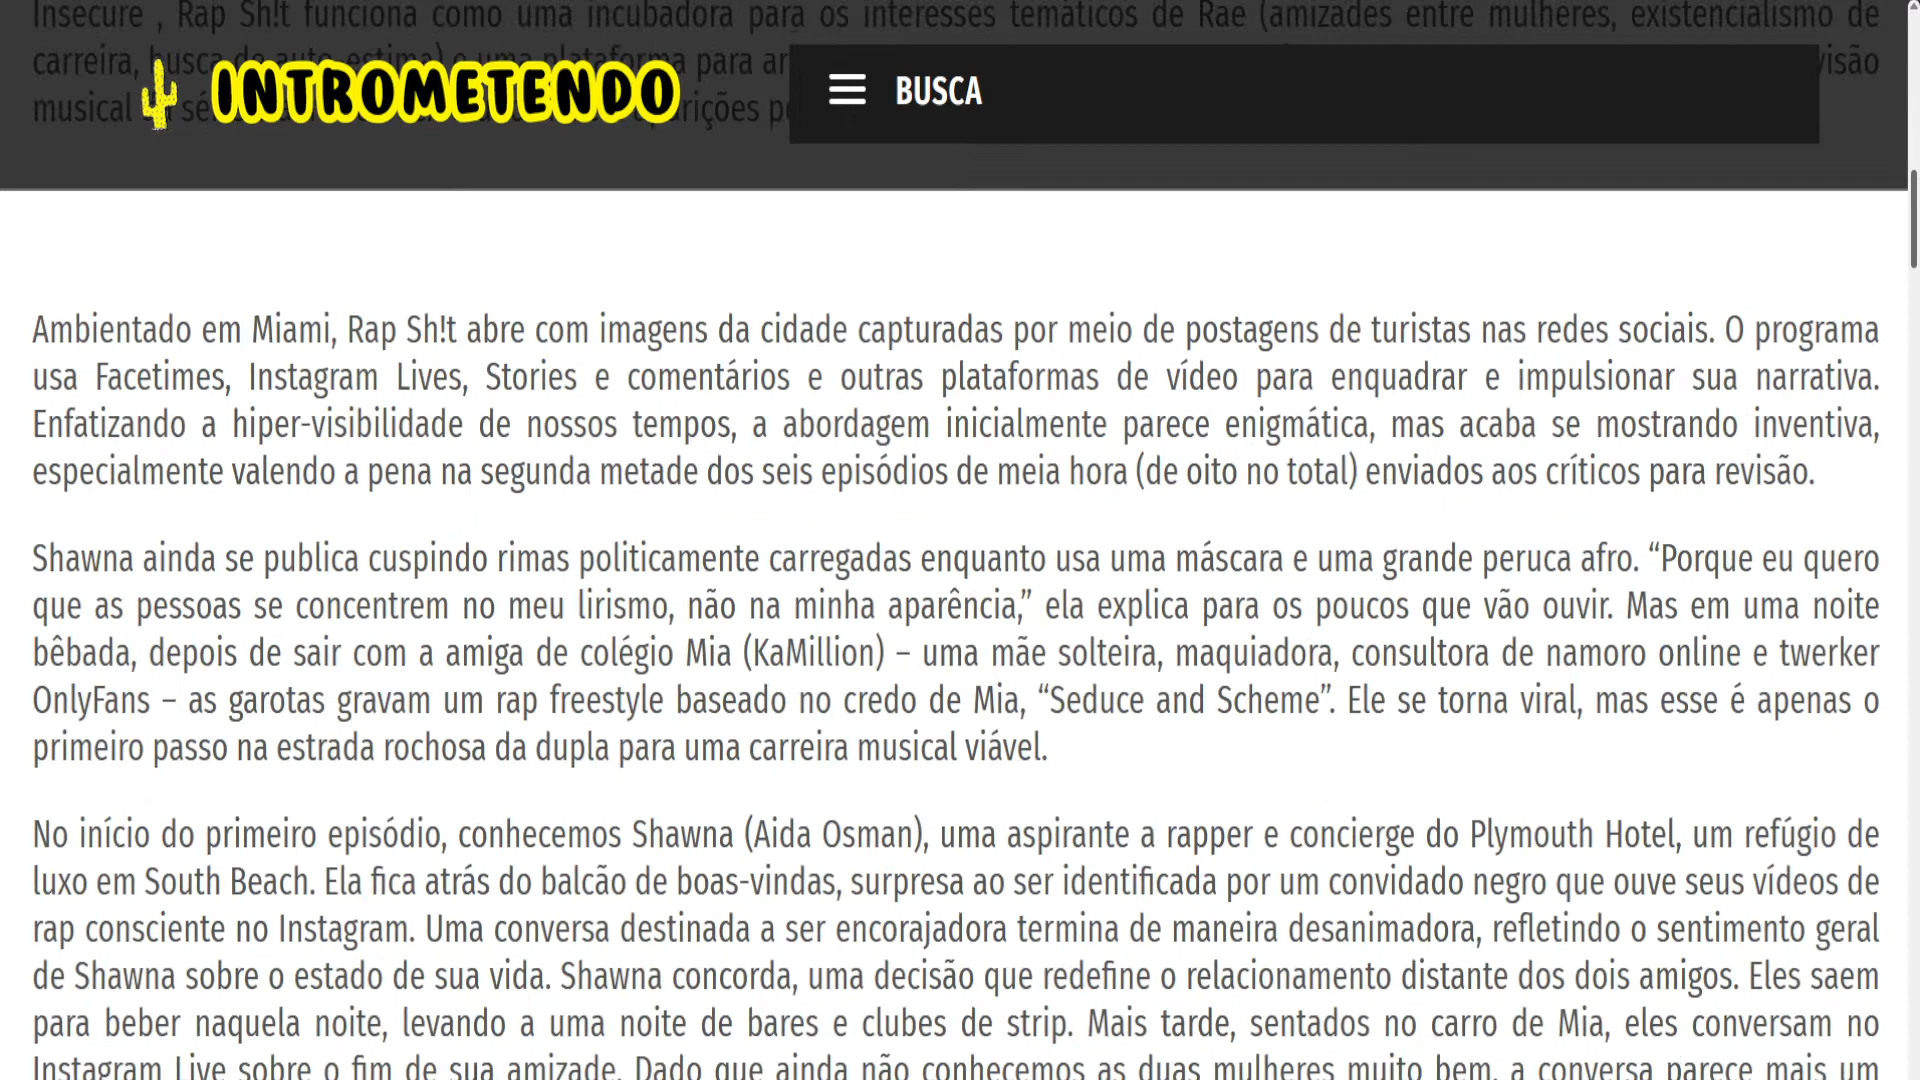 Insecure , Rap Sh!t funciona como uma incubadora para os interesses temáticos de Rae (amizades entre mulheres, existencialismo de
carreira, busca de auto-estima) e uma plataforma para ar visão
musical sé rições p
INTROMETENDO
BUSCA
Ambientado em Miami, Rap Sh!t abre com imagens da cidade capturadas por meio de postagens de turistas nas redes sociais. O programa
usa Facetimes, Instagram Lives, Stories e comentários e outras plataformas de vídeo para enquadrar e impulsionar sua narrativa.
Enfatizando a hiper-visibilidade de nossos tempos, a abordagem inicialmente parece enigmática, mas acaba se mostrando inventiva,
especialmente valendo a pena na segunda metade dos seis episódios de meia hora (de oito no total) enviados aos críticos para revisão.
Shawna ainda se publica cuspindo rimas politicamente carregadas enquanto usa uma máscara e uma grande peruca afro. “Porque eu quero
que as pessoas se concentrem no meu lirismo, não na minha aparência,” ela explica para os poucos que vão ouvir. Mas em uma noite
bêbada, depois de sair com a amiga de colégio Mia (KaMillion) – uma mãe solteira, maquiadora, consultora de namoro online e twerker
OnlyFans – as garotas gravam um rap freestyle baseado no credo de Mia, “Seduce and Scheme”. Ele se torna viral, mas esse é apenas o
primeiro passo na estrada rochosa da dupla para uma carreira musical viável.
No início do primeiro episódio, conhecemos Shawna (Aida Osman), uma aspirante a rapper e concierge do Plymouth Hotel, um refúgio de
luxo em South Beach. Ela fica atrás do balcão de boas-vindas, surpresa ao ser identificada por um convidado negro que ouve seus vídeos de
rap consciente no Instagram. Uma conversa destinada a ser encorajadora termina de maneira desanimadora, refletindo o sentimento geral
de Shawna sobre o estado de sua vida. Shawna concorda, uma decisão que redefine o relacionamento distante dos dois amigos. Eles saem
para beber naquela noite, levando a uma noite de bares e clubes de strip. Mais tarde, sentados no carro de Mia, eles conversam no
Instagram Live sobre o fim de sua amizade. Dado que ainda não conhecemos as duas mulheres muito bem, a conversa parece mais um